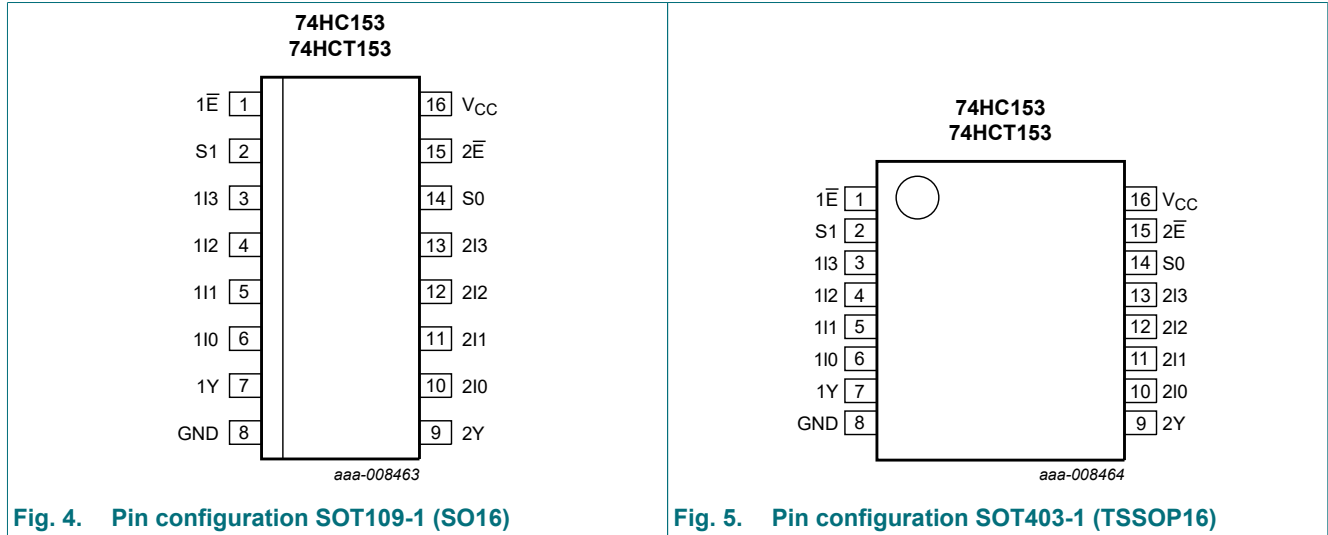 74HC153
74HCT153
1E̅ 1
S1 2
1I3 3
1I2 4
1I1 5
1I0 6
1Y 7
GND 8
16 VCC
15 2E̅
14 S0
13 2I3
12 2I2
11 2I1
10 2I0
9 2Y
aaa-008463
Fig. 4. Pin configuration SOT109-1 (SO16)
74HC153
74HCT153
1E̅ 1
S1 2
1I3 3
1I2 4
1I1 5
1I0 6
1Y 7
GND 8
16 VCC
15 2E̅
14 S0
13 2I3
12 2I2
11 2I1
10 2I0
9 2Y
aaa-008464
Fig. 5. Pin configuration SOT403-1 (TSSOP16)